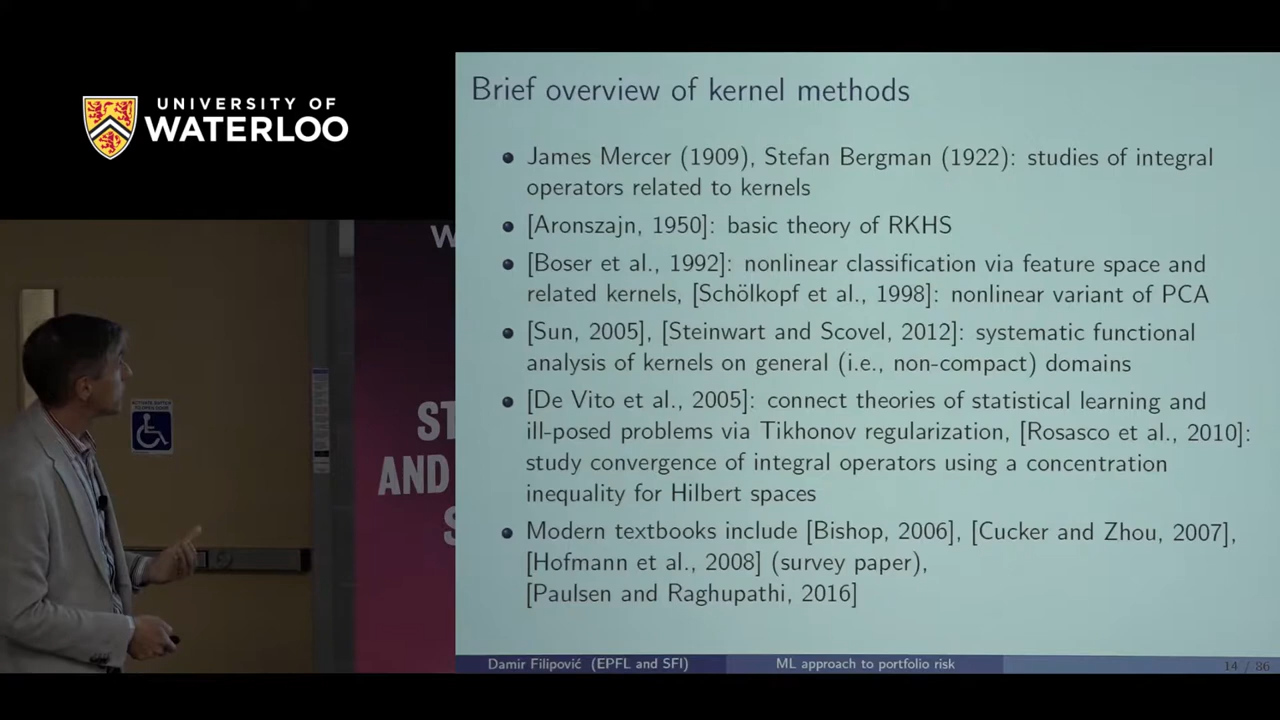 UNIVERSITY OF
WATERLOO
W
ST
AND
S
Brief overview of kernel methods
James Mercer (1909), Stefan Bergman (1922): studies of integral
operators related to kernels
[Aronszajn, 1950]: basic theory of RKHS
[Boser et al., 1992]: nonlinear classification via feature space and
related kernels, [Schölkopf et al., 1998]: nonlinear variant of PCA
[Sun, 2005], [Steinwart and Scovel, 2012]: systematic functional
analysis of kernels on general (i.e., non-compact) domains
[De Vito et al., 2005]: connect theories of statistical learning and
ill-posed problems via Tikhonov regularization, [Rosasco et al., 2010]:
study convergence of integral operators using a concentration
inequality for Hilbert spaces
Modern textbooks include [Bishop, 2006], [Cucker and Zhou, 2007],
[Hofmann et al., 2008] (survey paper),
[Paulsen and Raghupathi, 2016]
Damir Filipović (EPFL and SFI)
ML approach to portfolio risk
14 / 86